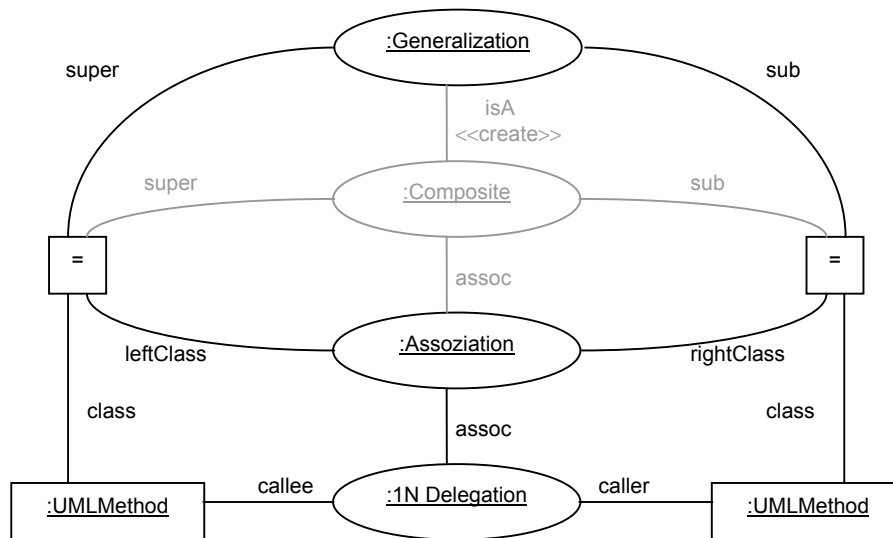 :Generalization
super
sub
isA
<<create>>
super
:Composite
sub
=
=
assoc
:Assoziation
leftClass
rightClass
class
class
assoc
:UMLMethod
callee
:1N Delegation
caller
:UMLMethod